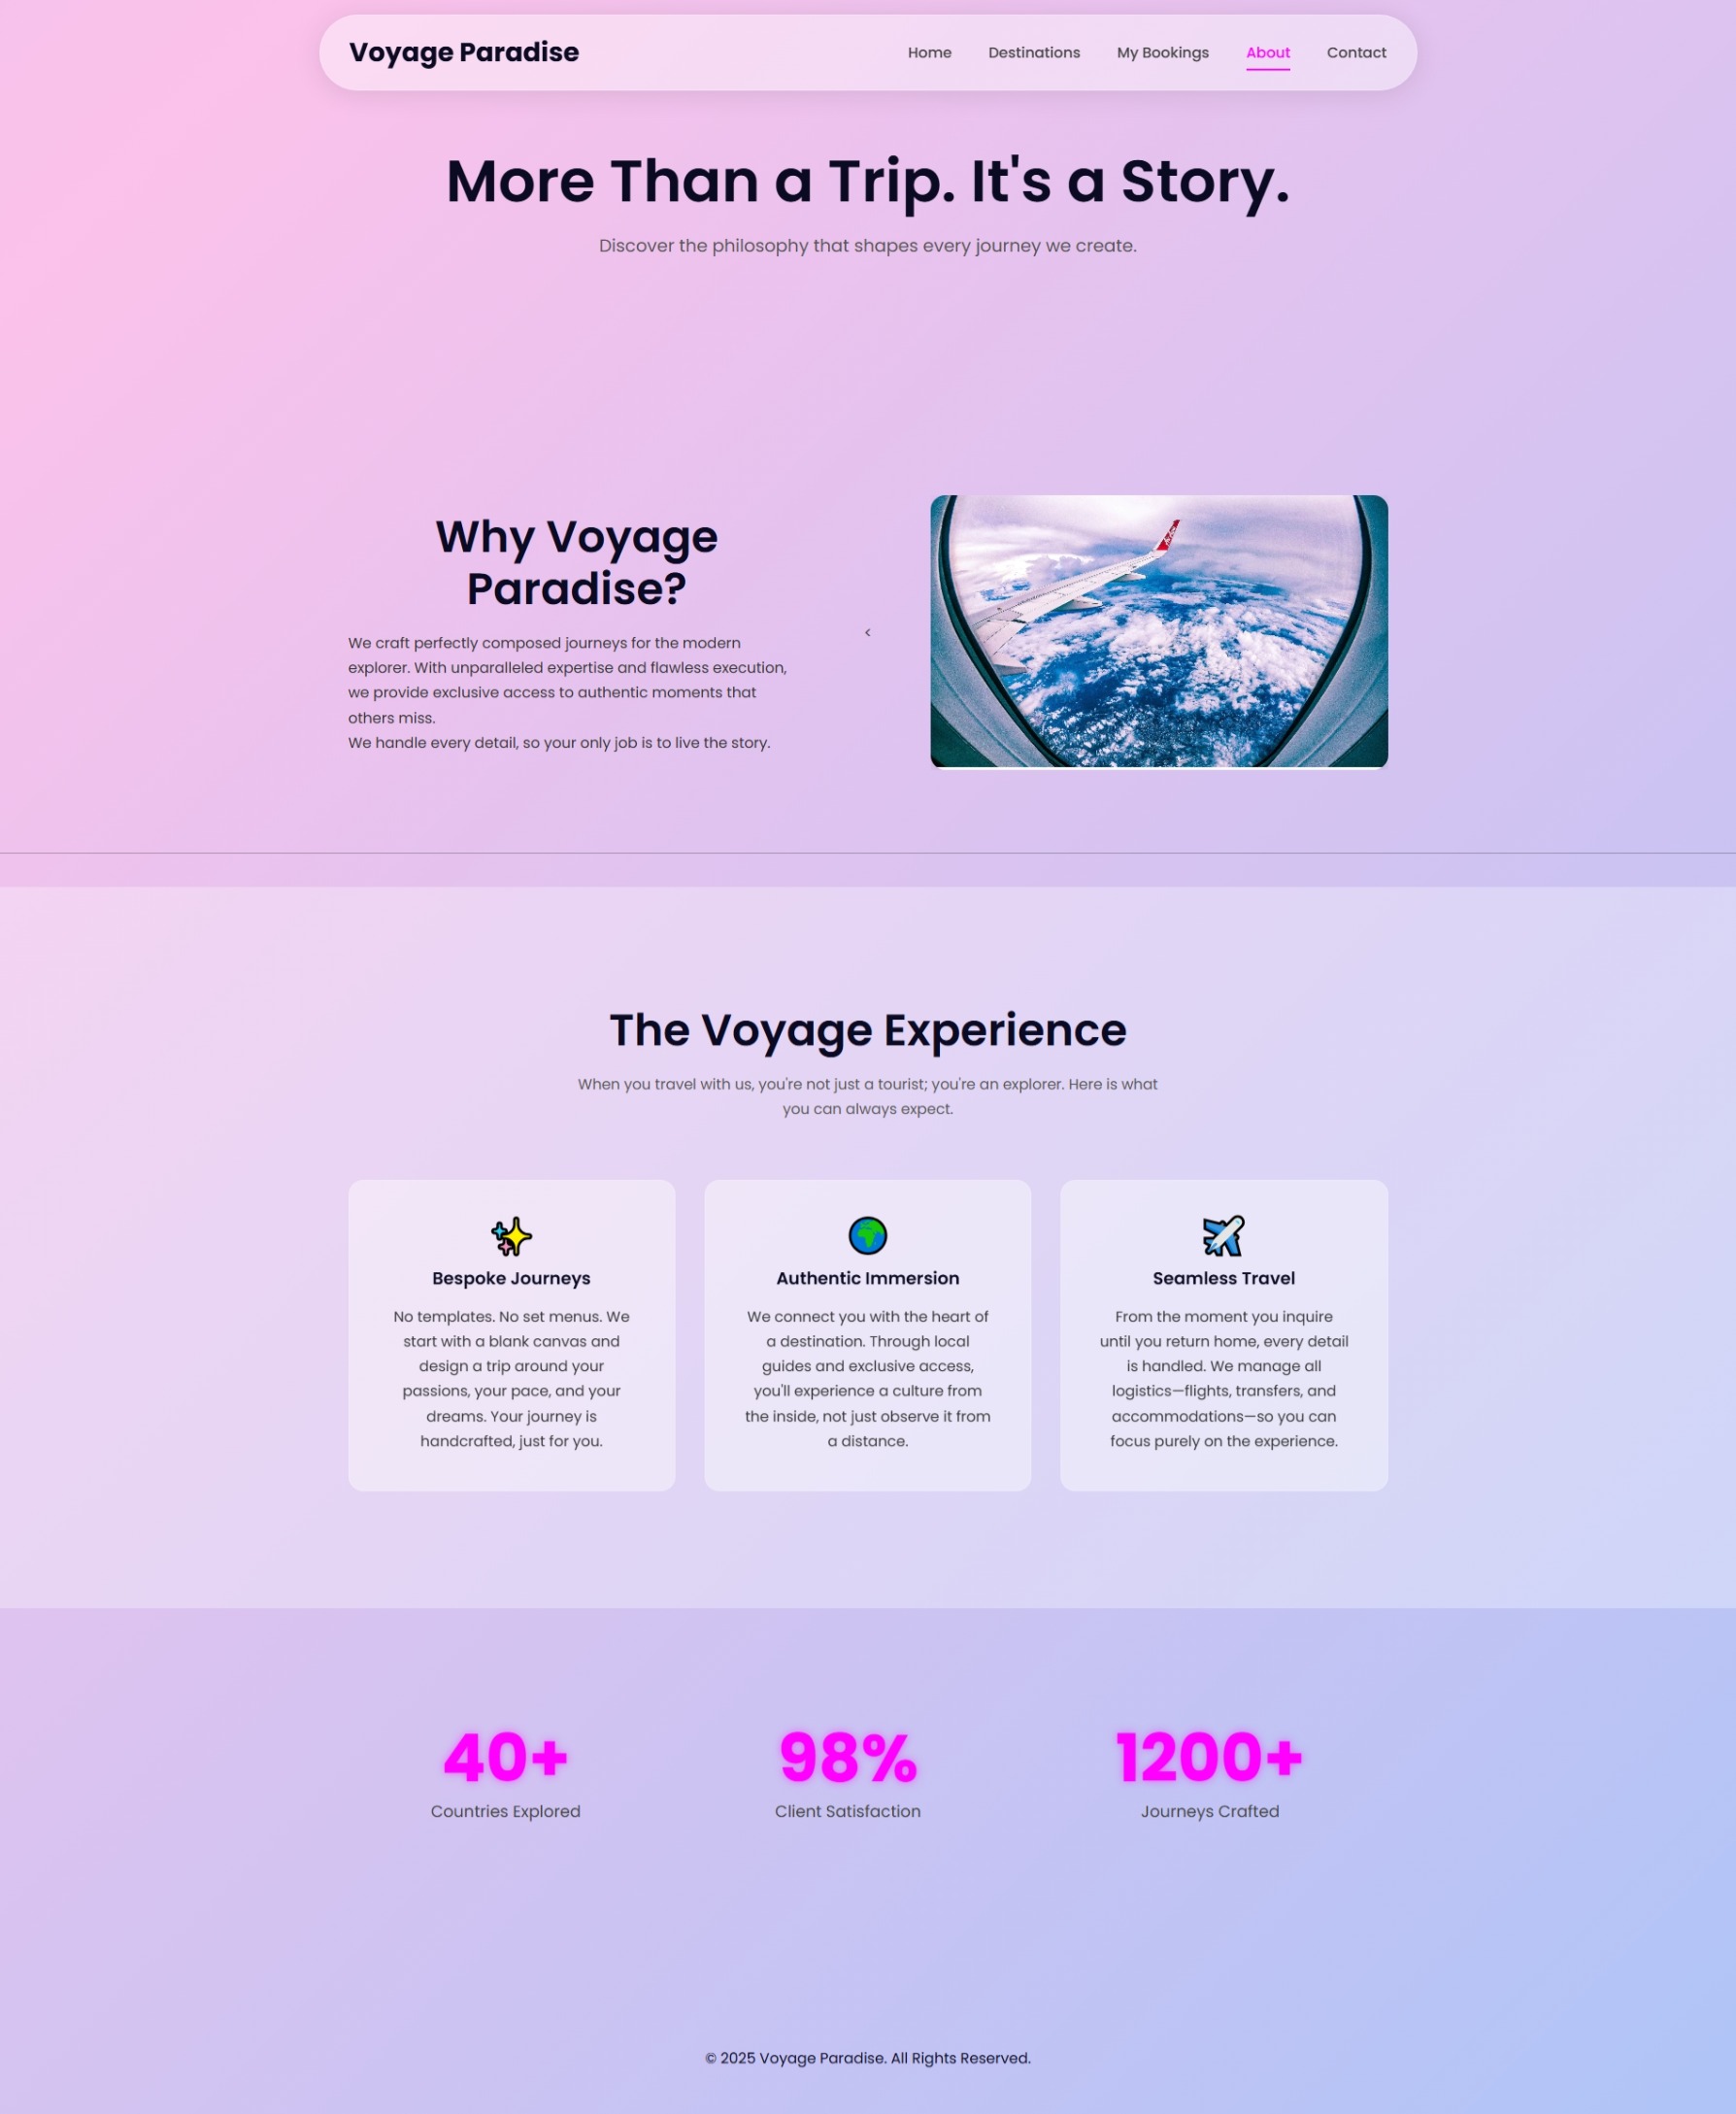 Voyage Paradise
Home Destinations My Bookings About Contact
More Than a Trip. It's a Story.
Discover the philosophy that shapes every journey we create.
Why Voyage
Paradise?
We craft perfectly composed journeys for the modern
explorer. With unparalleled expertise and flawless execution,
we provide exclusive access to authentic moments that
others miss.
We handle every detail, so your only job is to live the story.
<
The Voyage Experience
When you travel with us, you're not just a tourist; you're an explorer. Here is what
you can always expect.
Bespoke Journeys
No templates. No set menus. We
start with a blank canvas and
design a trip around your
passions, your pace, and your
dreams. Your journey is
handcrafted, just for you.
Authentic Immersion
We connect you with the heart of
a destination. Through local
guides and exclusive access,
you'll experience a culture from
the inside, not just observe it from
a distance.
Seamless Travel
From the moment you inquire
until you return home, every detail
is handled. We manage all
logistics—flights, transfers, and
accommodations—so you can
focus purely on the experience.
40+
Countries Explored
98%
Client Satisfaction
1200+
Journeys Crafted
© 2025 Voyage Paradise. All Rights Reserved.